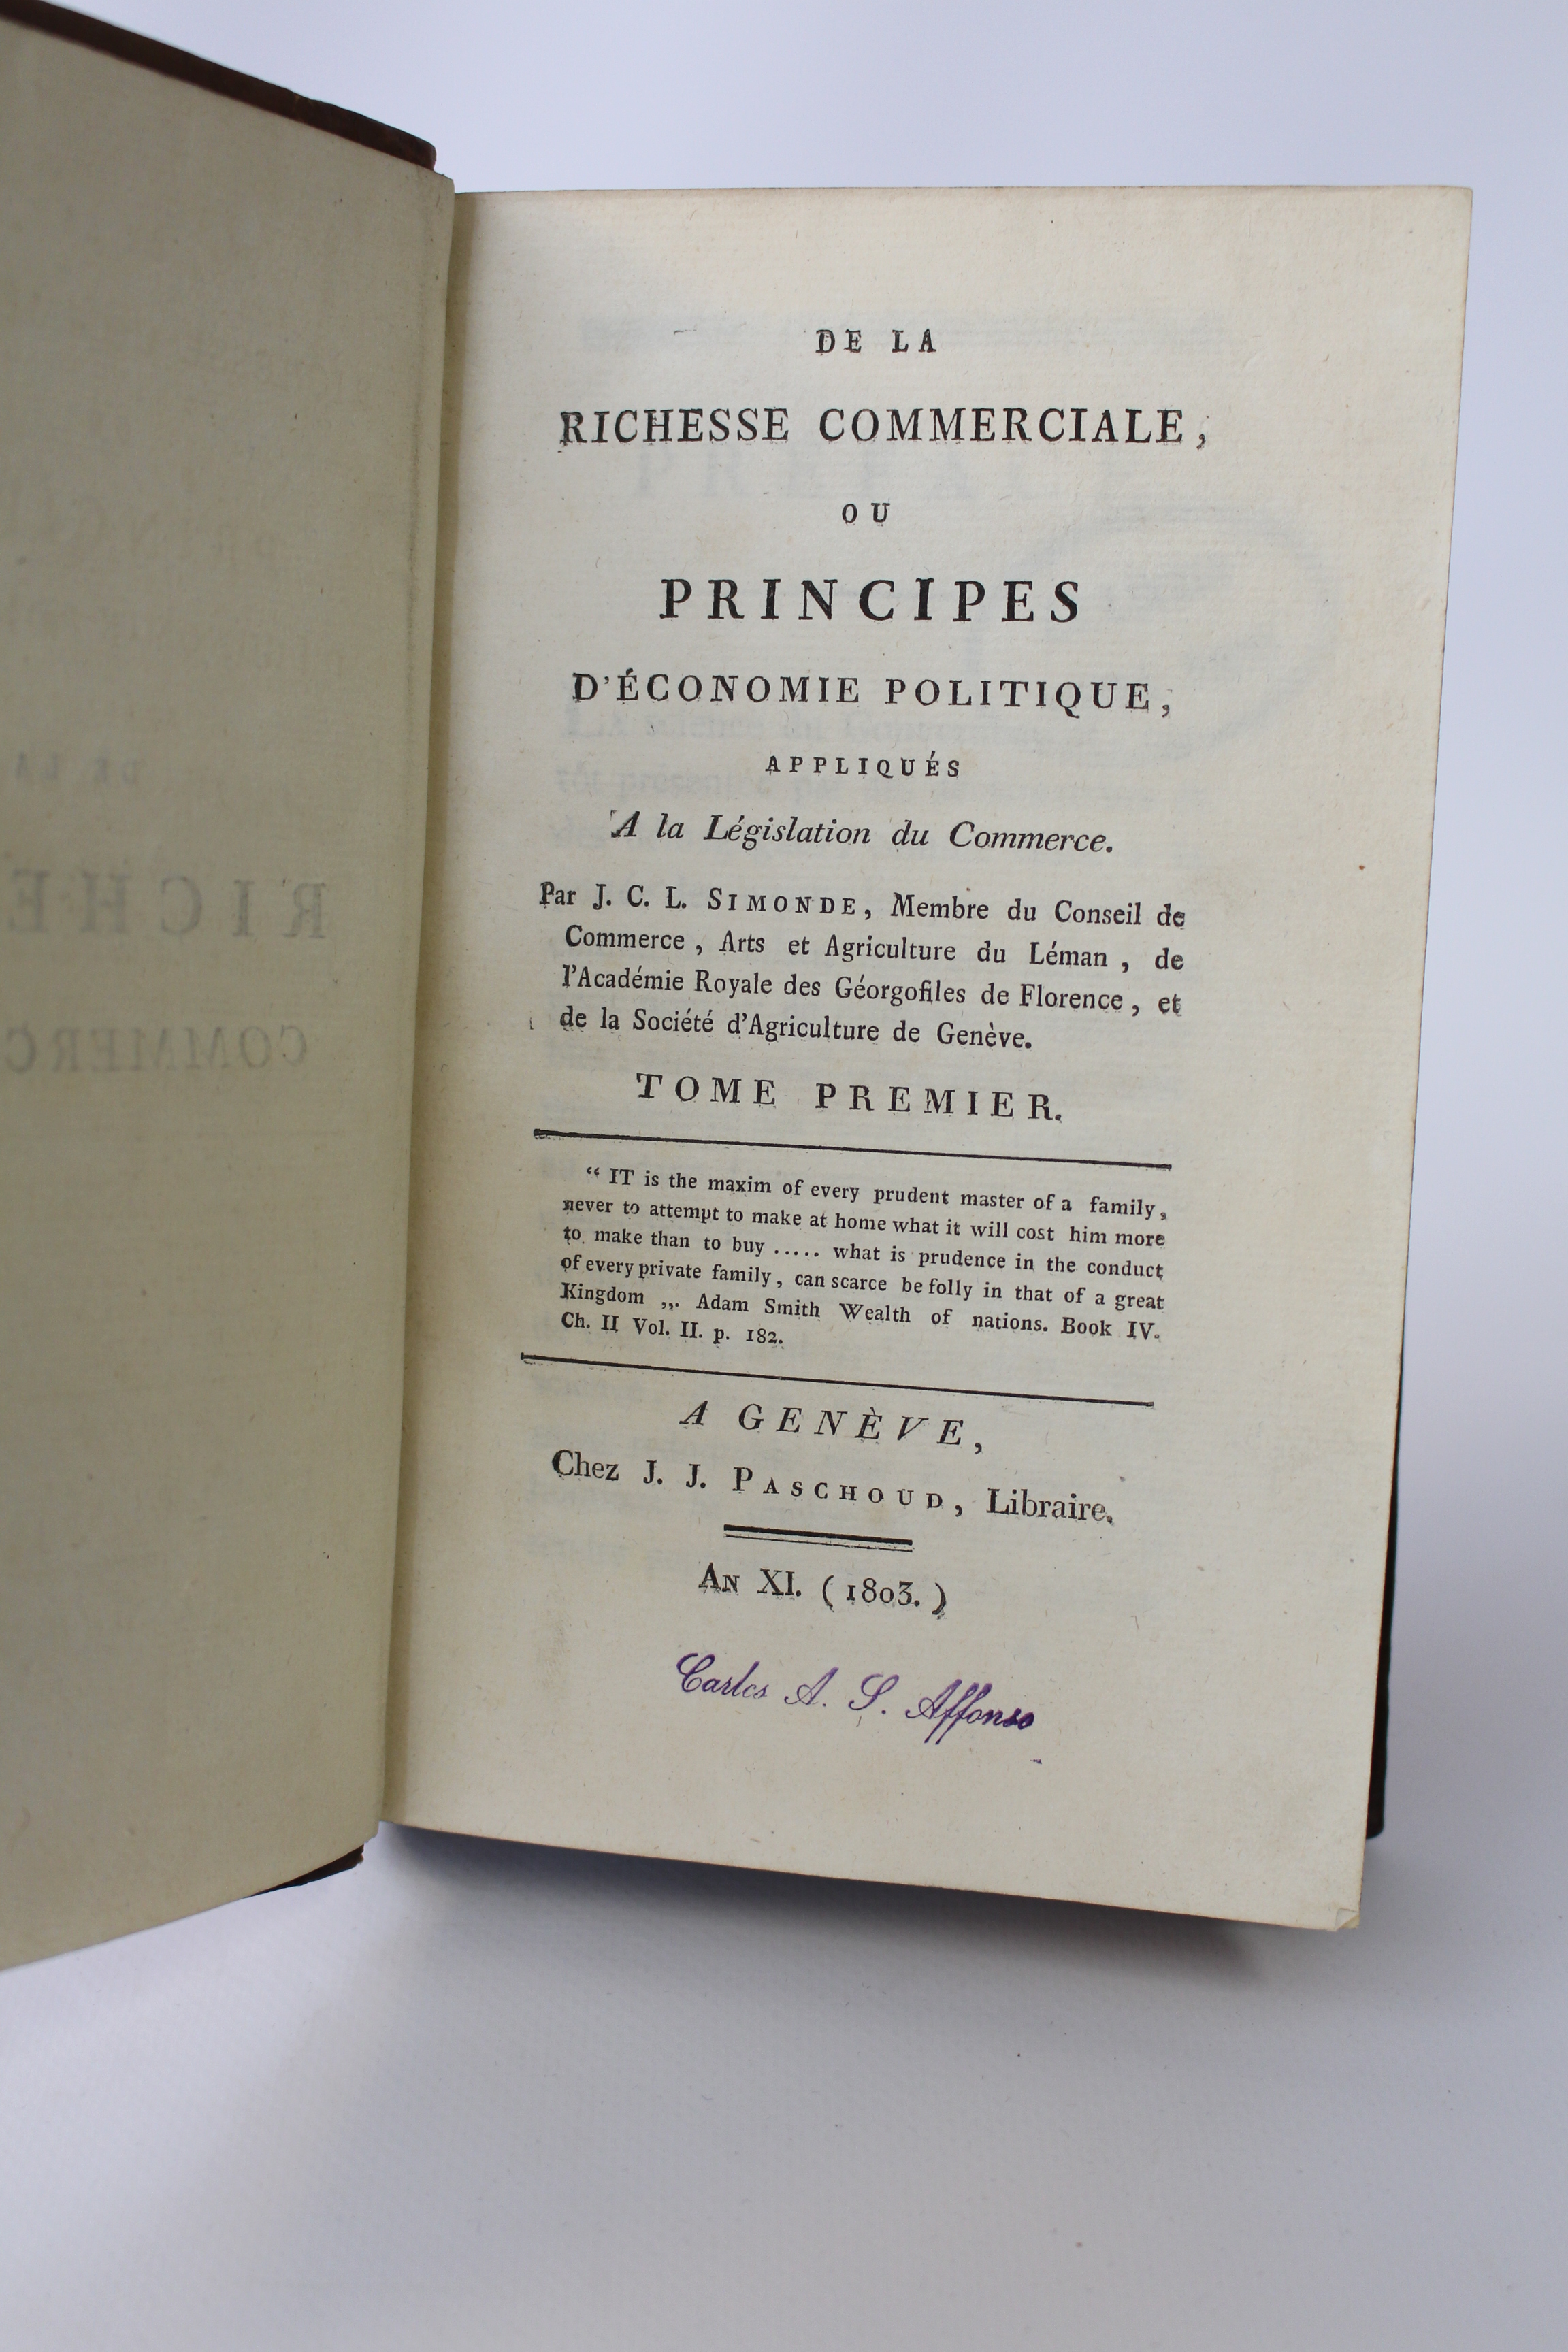 DE LA
RICHESSE COMMERCIALE,
OU
PRINCIPES
D'ÉCONOMIE POLITIQUE,
APPLIQUÉS
A la Législation du Commerce.
Par J. C. L. SIMONDE, Membre du Conseil de
Commerce, Arts et Agriculture du Léman, de
l'Académie Royale des Géorgofiles de Florence, et
de la Société d'Agriculture de Genève.
TOME PREMIER.
“ IT is the maxim of every prudent master of a family,
never to attempt to make at home what it will cost him more
to make than to buy ..... what is prudence in the conduct
of every private family, can scarce be folly in that of a great
Kingdom „. Adam Smith Wealth of nations. Book IV.
Ch. II Vol. II. p. 182.
A GENÈVE,
Chez J. J. PASCHOUD, Libraire.
AN XI. (1803.)
Carlos A. S. Affonso
DE LA
RICHE
COMMERC